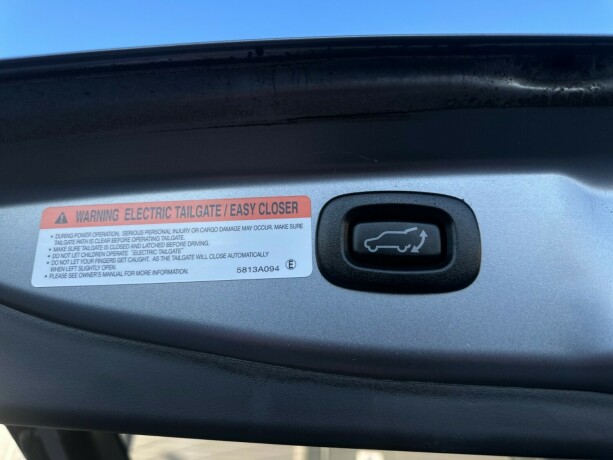 WARNING ELECTRIC TAILGATE / EASY CLOSER
• DURING POWER OPERATION, SERIOUS PERSONAL INJURY OR CARGO DAMAGE MAY OCCUR. MAKE SURE
TAILGATE PATH IS CLEAR BEFORE OPERATING TAILGATE.
• MAKE SURE TAILGATE IS CLOSED AND LATCHED BEFORE DRIVING.
• DO NOT LET CHILDREN OPERATE "ELECTRIC TAILGATE".
• DO NOT LET YOUR FINGERS GET CAUGHT. AS THE TAILGATE WILL CLOSE AUTOMATICALLY
WHEN LEFT SLIGHTLY OPEN.
• PLEASE SEE OWNER'S MANUAL FOR MORE INFORMATION. 5813A094 Ⓔ